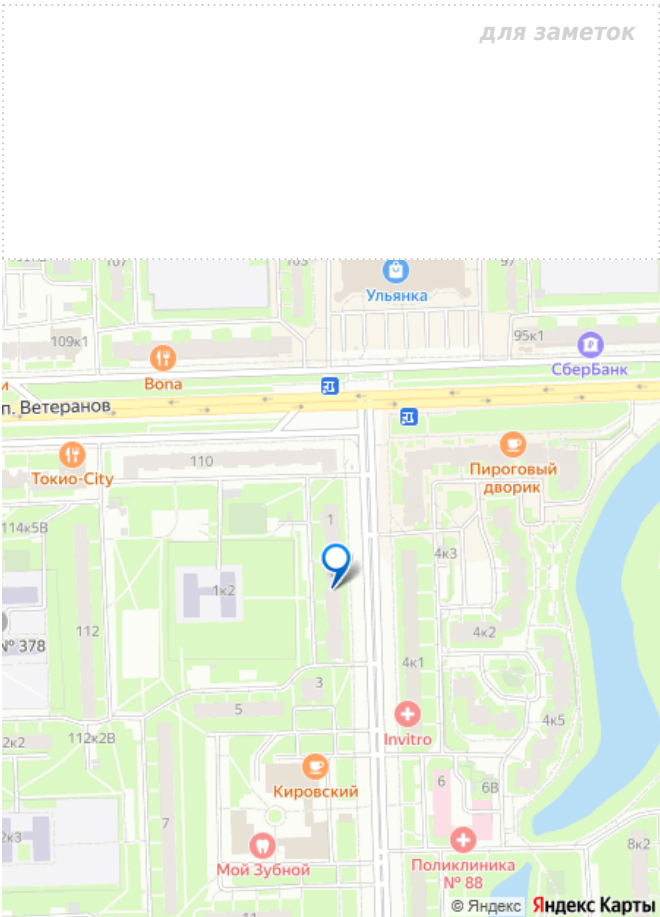 для заметок
107
103
97
Ульянка
109к1
95к1
Bona
СберБанк
и
п. Ветеранов
110
Токио-City
Пироговый
дворик
1
114к5В
4к3
1к2
112
4к2
№ 378
4к1
3
5
4к5
2к2
112к2В
Invitro
Кировский
6
6В
7
2к3
Мой Зубной
Поликлиника
№ 88
8к2
11
© Яндекс Яндекс Карты